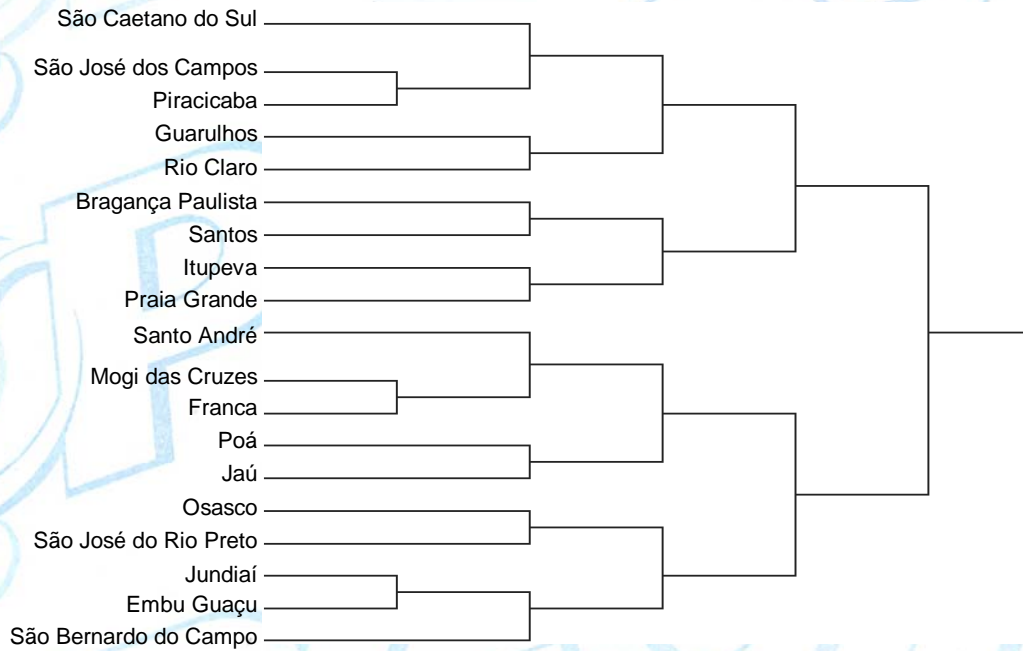 São Caetano do Sul
São José dos Campos
Piracicaba
Guarulhos
Rio Claro
Bragança Paulista
Santos
Itupeva
Praia Grande
Santo André
Mogi das Cruzes
Franca
Poá
Jaú
Osasco
São José do Rio Preto
Jundiaí
Embu Guaçu
São Bernardo do Campo